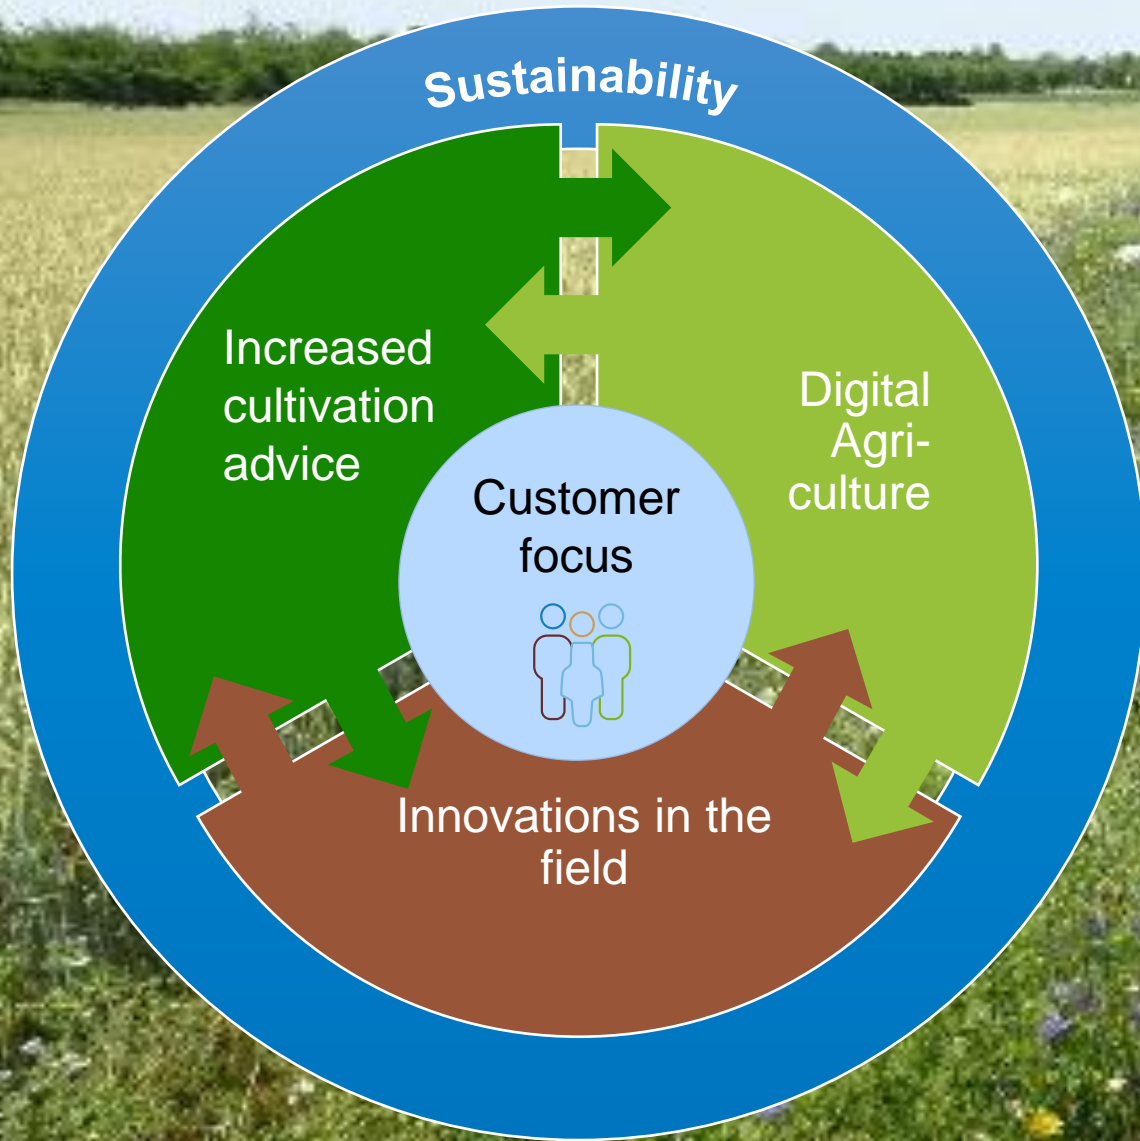 Sustainability
Increased
cultivation
advice
Digital
Agri-
culture
Customer
focus
Innovations in the
field